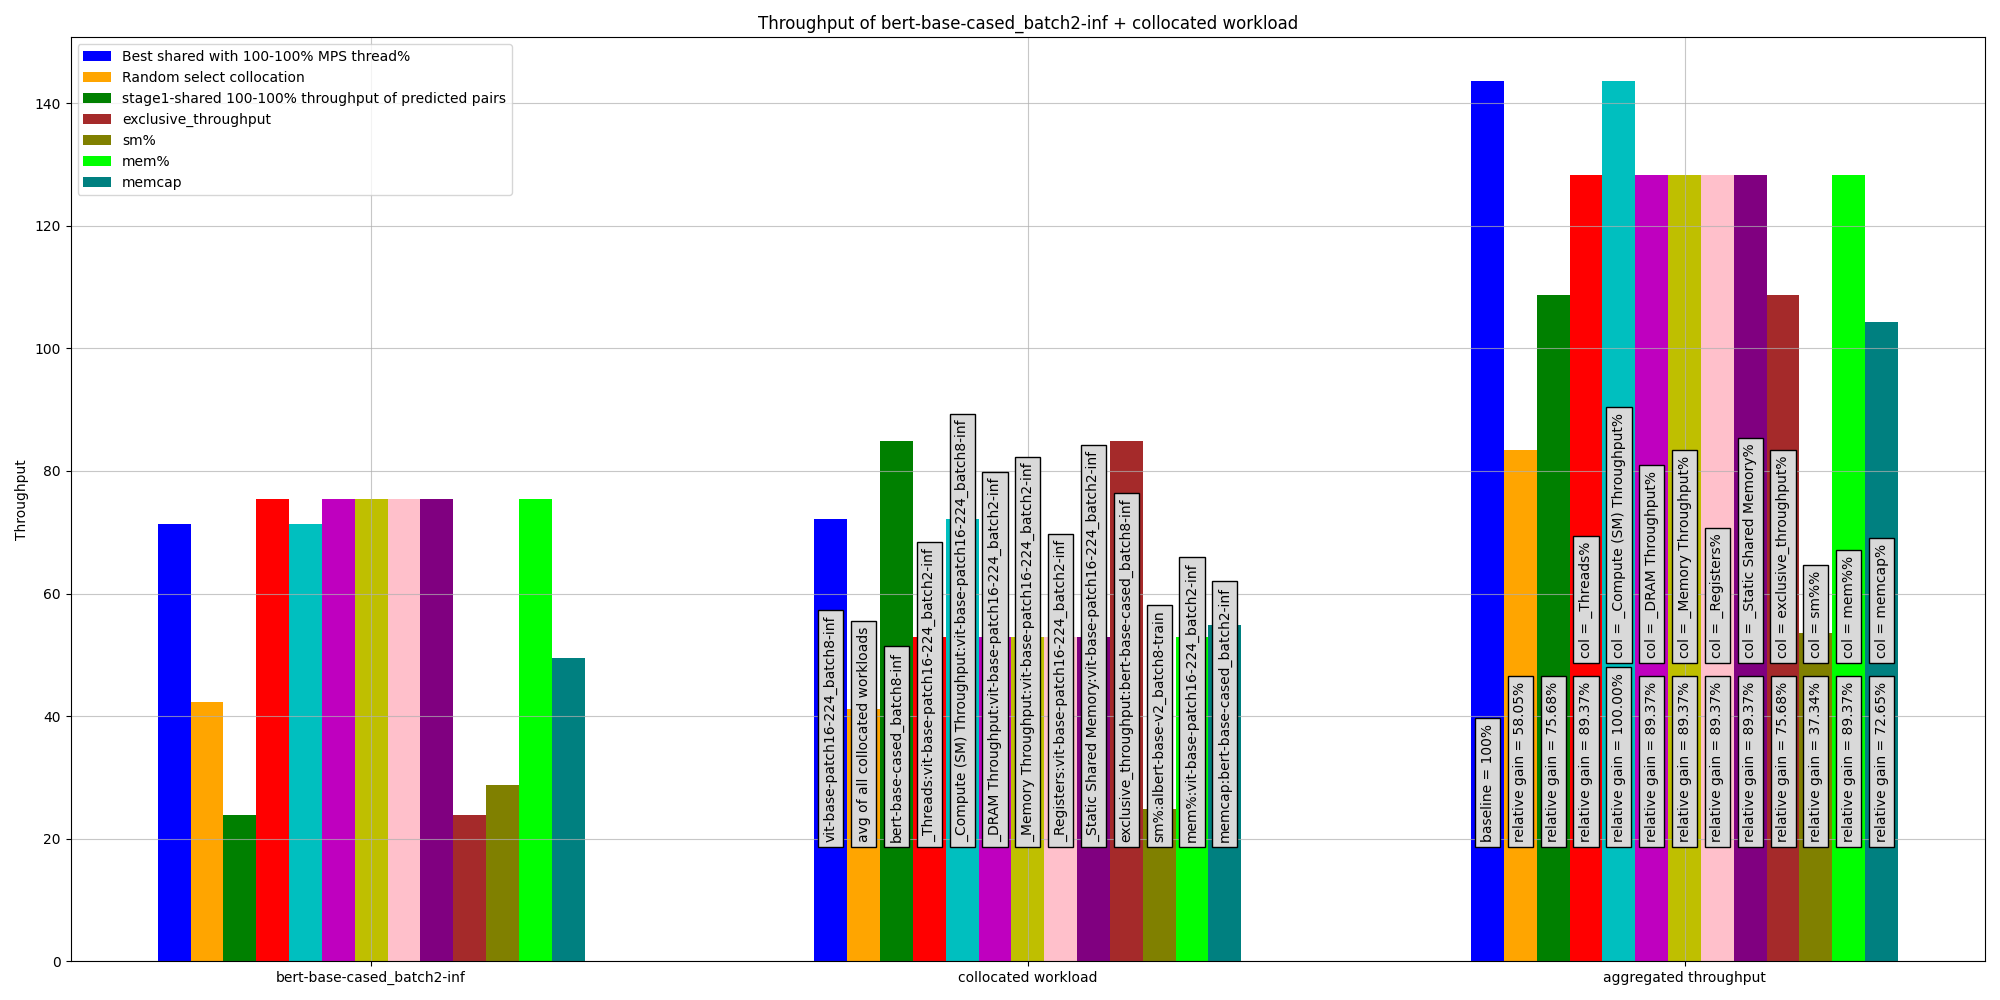 Throughput of bert-base-cased_batch2-inf + collocated workload
Best shared with 100-100% MPS thread%
Random select collocation
stage1-shared 100-100% throughput of predicted pairs
exclusive_throughput
sm%
mem%
memcap
Throughput
140
120
100
80
60
40
20
0
vit-base-patch16-224_batch8-inf
avg of all collocated workloads
bert-base-cased_batch8-inf
_Threads:vit-base-patch16-224_batch2-inf
_Compute (SM) Throughput:vit-base-patch16-224_batch8-inf
_DRAM Throughput:vit-base-patch16-224_batch2-inf
_Memory Throughput:vit-base-patch16-224_batch2-inf
_Registers:vit-base-patch16-224_batch2-inf
_Static Shared Memory:vit-base-patch16-224_batch2-inf
exclusive_throughput:bert-base-cased_batch8-inf
sm%:albert-base-v2_batch8-train
mem%:vit-base-patch16-224_batch2-inf
memcap:bert-base-cased_batch2-inf
col = _Threads%
col = _Compute (SM) Throughput%
col = _DRAM Throughput%
col = _Memory Throughput%
col = _Registers%
col = _Static Shared Memory%
col = exclusive_throughput%
col = sm%%
col = mem%%
col = memcap%
baseline = 100%
relative gain = 58.05%
relative gain = 75.68%
relative gain = 89.37%
relative gain = 100.00%
relative gain = 89.37%
relative gain = 89.37%
relative gain = 89.37%
relative gain = 89.37%
relative gain = 75.68%
relative gain = 37.34%
relative gain = 89.37%
relative gain = 72.65%
bert-base-cased_batch2-inf
collocated workload
aggregated throughput